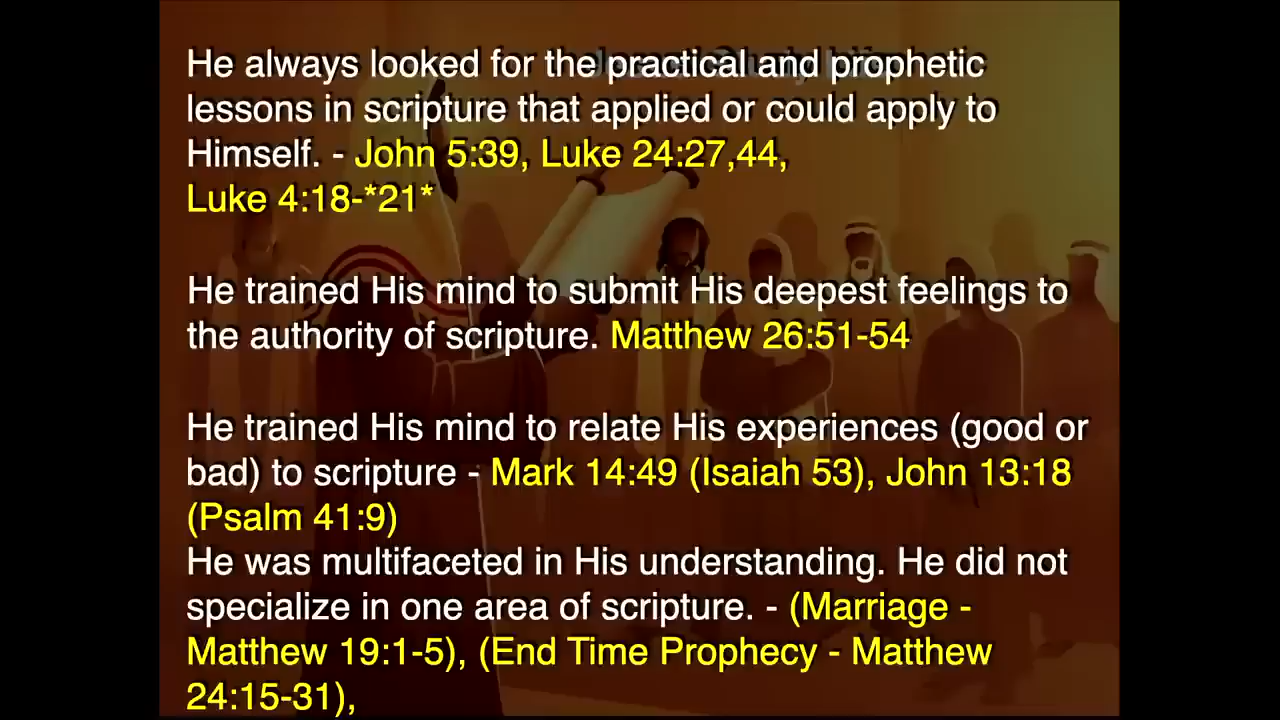 He always looked for the practical and prophetic
lessons in scripture that applied or could apply to
Himself. - John 5:39, Luke 24:27,44,
Luke 4:18-*21*
He trained His mind to submit His deepest feelings to
the authority of scripture. Matthew 26:51-54
He trained His mind to relate His experiences (good or
bad) to scripture - Mark 14:49 (Isaiah 53), John 13:18
(Psalm 41:9)
He was multifaceted in His understanding. He did not
specialize in one area of scripture. - (Marriage -
Matthew 19:1-5), (End Time Prophecy - Matthew
24:15-31),